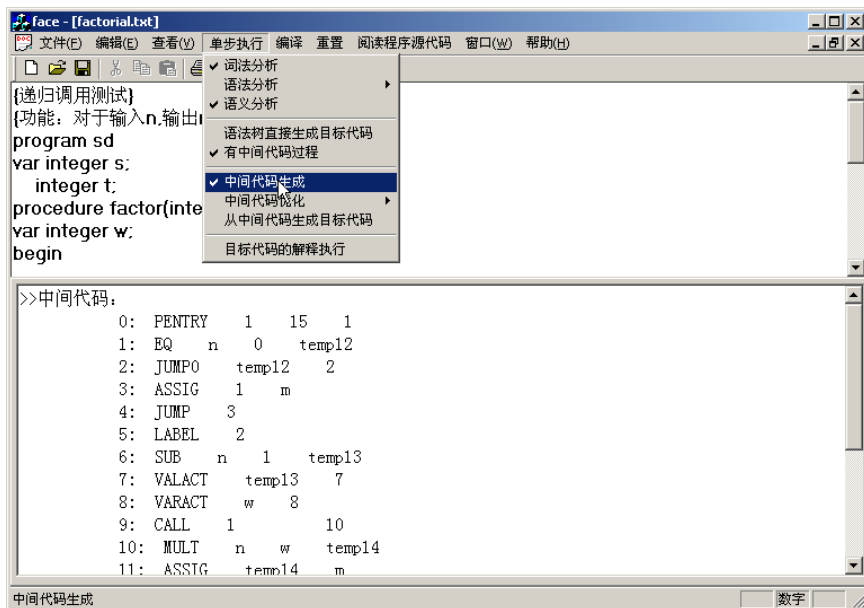 face - [factorial.txt]
文件(F) 编辑(E) 查看(V) 单步执行 编译 重置 阅读程序源代码 窗口(W) 帮助(H)
词法分析
语法分析
语义分析
语法树直接生成目标代码
有中间代码过程
中间代码生成
中间代码优化
从中间代码生成目标代码
目标代码的解释执行
{递归调用测试}
{功能：对于输入n,输出
program sd
var integer s;
integer t;
procedure factor(inte
var integer w;
begin
>>中间代码：
0: PENTRY 1 15 1
1: EQ n 0 temp12
2: JUMP0 temp12 2
3: ASSIG 1 m
4: JUMP 3
5: LABEL 2
6: SUB n 1 temp13
7: VALACT temp13 7
8: VARACT w 8
9: CALL 1 10
10: MULT n w temp14
11: ASSIG temp14 m
中间代码生成 数字